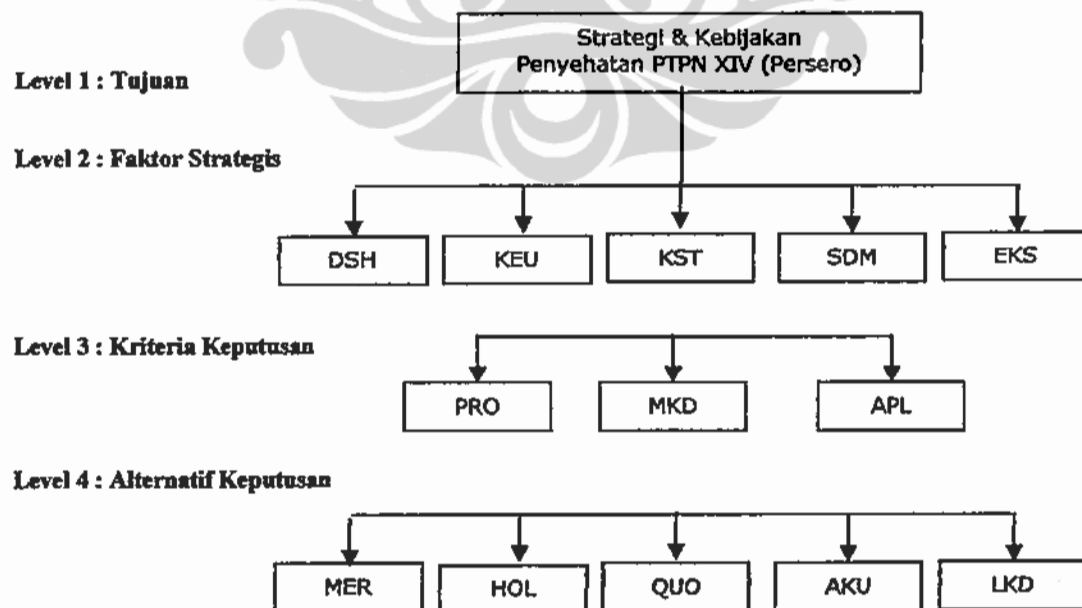 Strategi & Kebijakan
Penyehatan PTPN XIV (Persero)
Level 1 : Tujuan
Level 2 : Faktor Strategis
DSH KEU KST SDM EKS
Level 3 : Kriteria Keputusan
PRO MKD APL
Level 4 : Alternatif Keputusan
MER HOL QUO AKU LKD